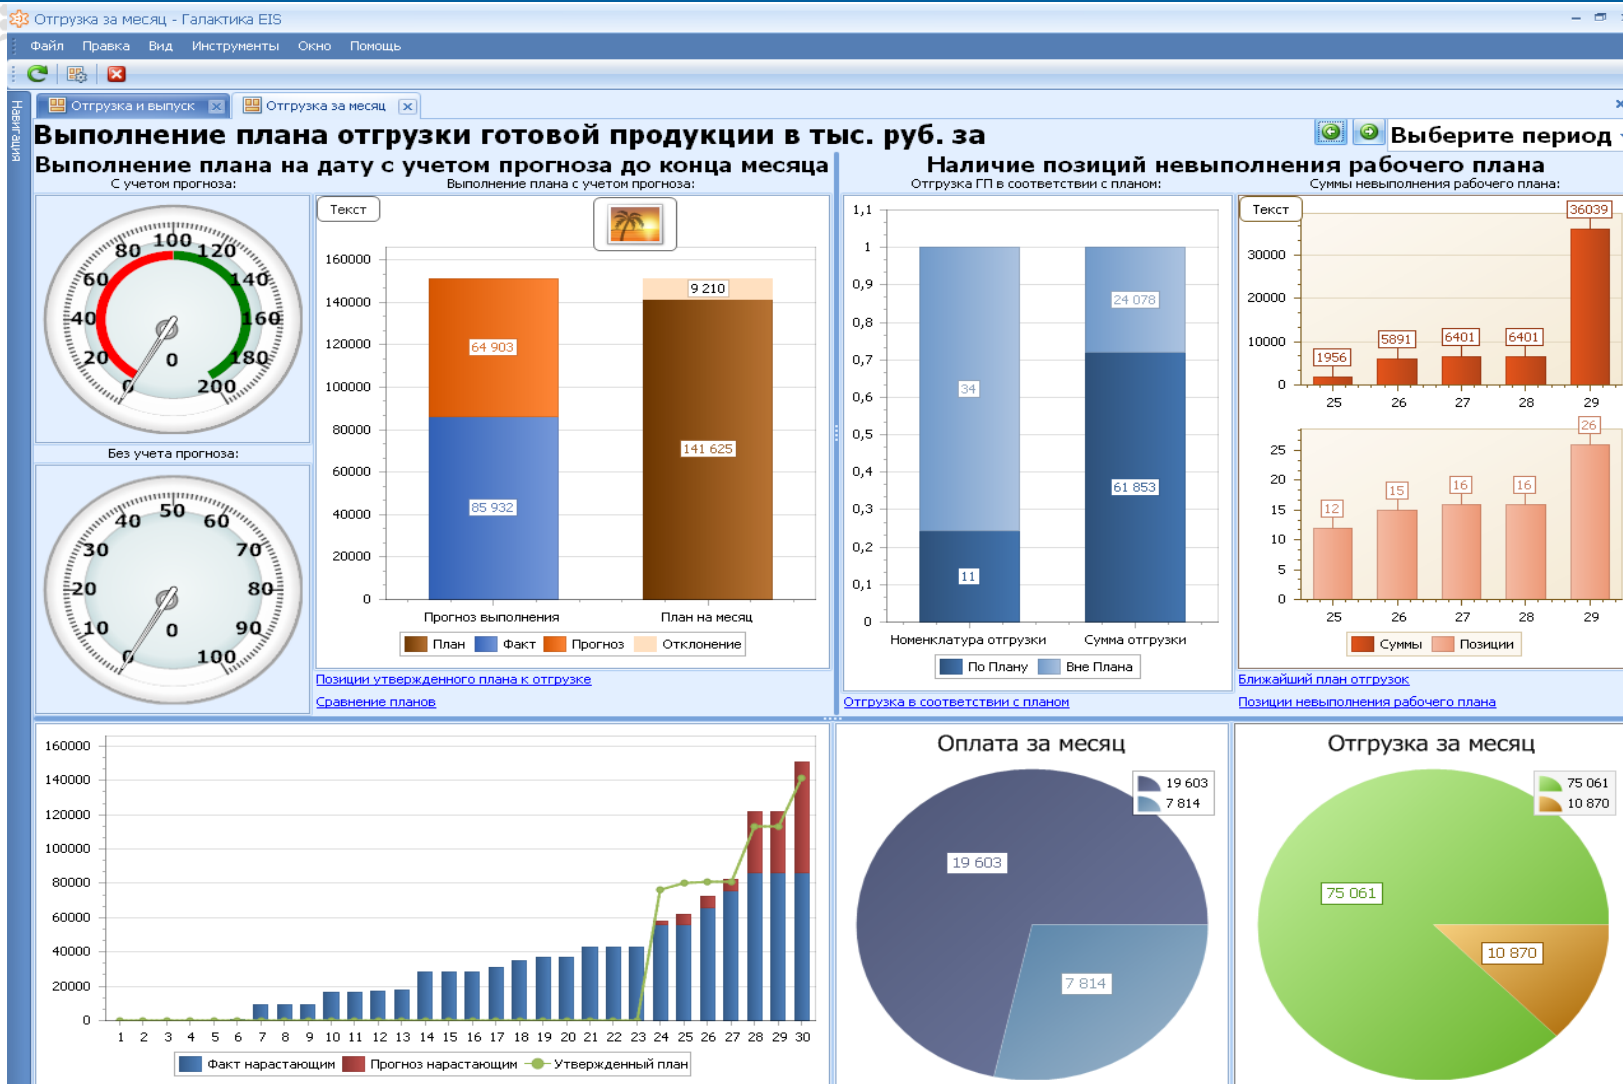 Отгрузка за месяц - Галактика EIS
Файл Правка Вид Инструменты Окно Помощь
Навигация
Отгрузка и выпуск
Отгрузка за месяц
Выполнение плана отгрузки готовой продукции в тыс. руб. за
Выберите период
Выполнение плана на дату с учетом прогноза до конца месяца
С учетом прогноза:
0 20 40 60 80 100 120 140 160 180 200
0
Без учета прогноза:
0 10 20 30 40 50 60 70 80 90 100
0
Выполнение плана с учетом прогноза:
Текст
160000
140000
120000
100000
80000
60000
40000
20000
0
64 903
85 932
9 210
141 625
Прогноз выполнения План на месяц
План Факт Прогноз Отклонение
Позиции утвержденного плана к отгрузке
Сравнение планов
Наличие позиций невыполнения рабочего плана
Отгрузка ГП в соответствии с планом:
1,1
1
0,9
0,8
0,7
0,6
0,5
0,4
0,3
0,2
0,1
0
34
11
24 078
61 853
Номенклатура отгрузки Сумма отгрузки
По Плану Вне Плана
Отгрузка в соответствии с планом
Суммы невыполнения рабочего плана:
Текст
30000
20000
10000
0
1956 5891 6401 6401 36039
25 26 27 28 29
25
20
15
10
5
0
12 15 16 16 26
25 26 27 28 29
Суммы Позиции
Ближайший план отгрузок
Позиции невыполнения рабочего плана
160000
140000
120000
100000
80000
60000
40000
20000
0
1 2 3 4 5 6 7 8 9 10 11 12 13 14 15 16 17 18 19 20 21 22 23 24 25 26 27 28 29 30
Факт нарастающим Прогноз нарастающим Утвержденный план
Оплата за месяц
19 603
7 814
19 603
7 814
Отгрузка за месяц
75 061
10 870
75 061
10 870